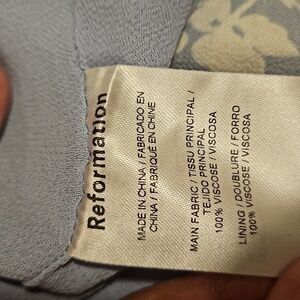 Reformation
MADE IN CHINA / FABRICADO EN
CHINA / FABRIQUÉ EN CHINE
MAIN FABRIC / TISSU PRINCIPAL /
TEJIDO PRINCIPAL
100% VISCOSE / VISCOSA
LINING / DOUBLURE / FORRO
100% VISCOSE / VISCOSA